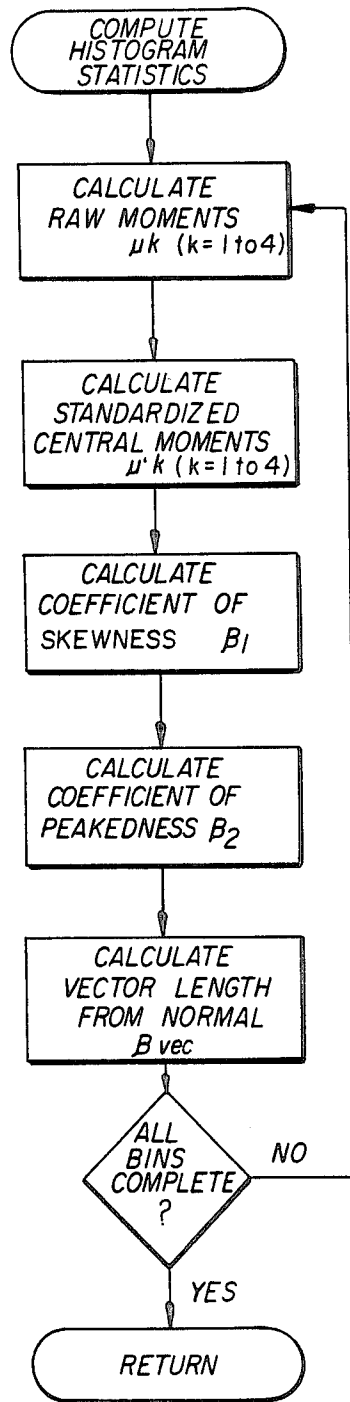 COMPUTE
HISTOGRAM
STATISTICS
CALCULATE
RAW MOMENTS
μk (k=1 to 4)
CALCULATE
STANDARDIZED
CENTRAL MOMENTS
μ'k (k=1 to 4)
CALCULATE
COEFFICIENT OF
SKEWNESS β1
CALCULATE
COEFFICIENT OF
PEAKEDNESS β2
CALCULATE
VECTOR LENGTH
FROM NORMAL
β vec
ALL
BINS
COMPLETE
?
NO
YES
RETURN